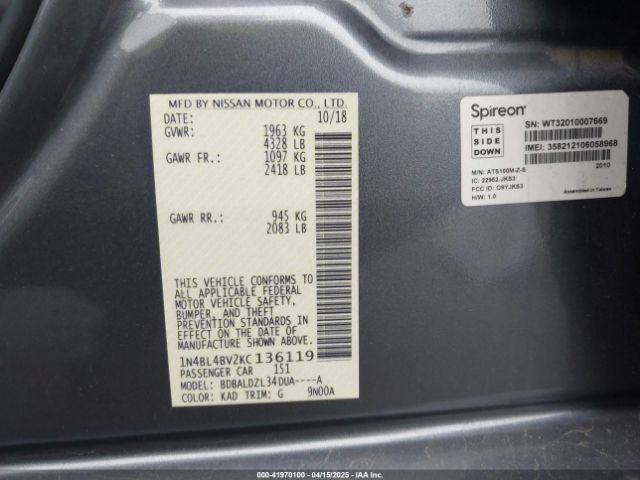 MFD BY NISSAN MOTOR CO., LTD.
DATE: 10/18
GVWR: 1963 KG
4328 LB
GAWR FR.: 1097 KG
2418 LB
GAWR RR.: 945 KG
2083 LB
THIS VEHICLE CONFORMS TO
ALL APPLICABLE FEDERAL
MOTOR VEHICLE SAFETY,
BUMPER, AND THEFT
PREVENTION STANDARDS IN
EFFECT ON THE DATE OF
MANUFACTURE SHOWN ABOVE.
1N4BL4BV2KC136119
PASSENGER CAR 151
MODEL: BDBALDZL34DUA----A
COLOR: KAD TRIM: G 9N00A
Spireon
SN: WT32010007669
THIS
SIDE
DOWN
IMEI: 358212106058968
2010
M/N: ATS100M-Z-S
IC: 22952-JK53
FCC ID: O9YJK53
H/W: 1.0
Assembled in Taiwan
000-41970100 - 04/15/2025 - IAA Inc.